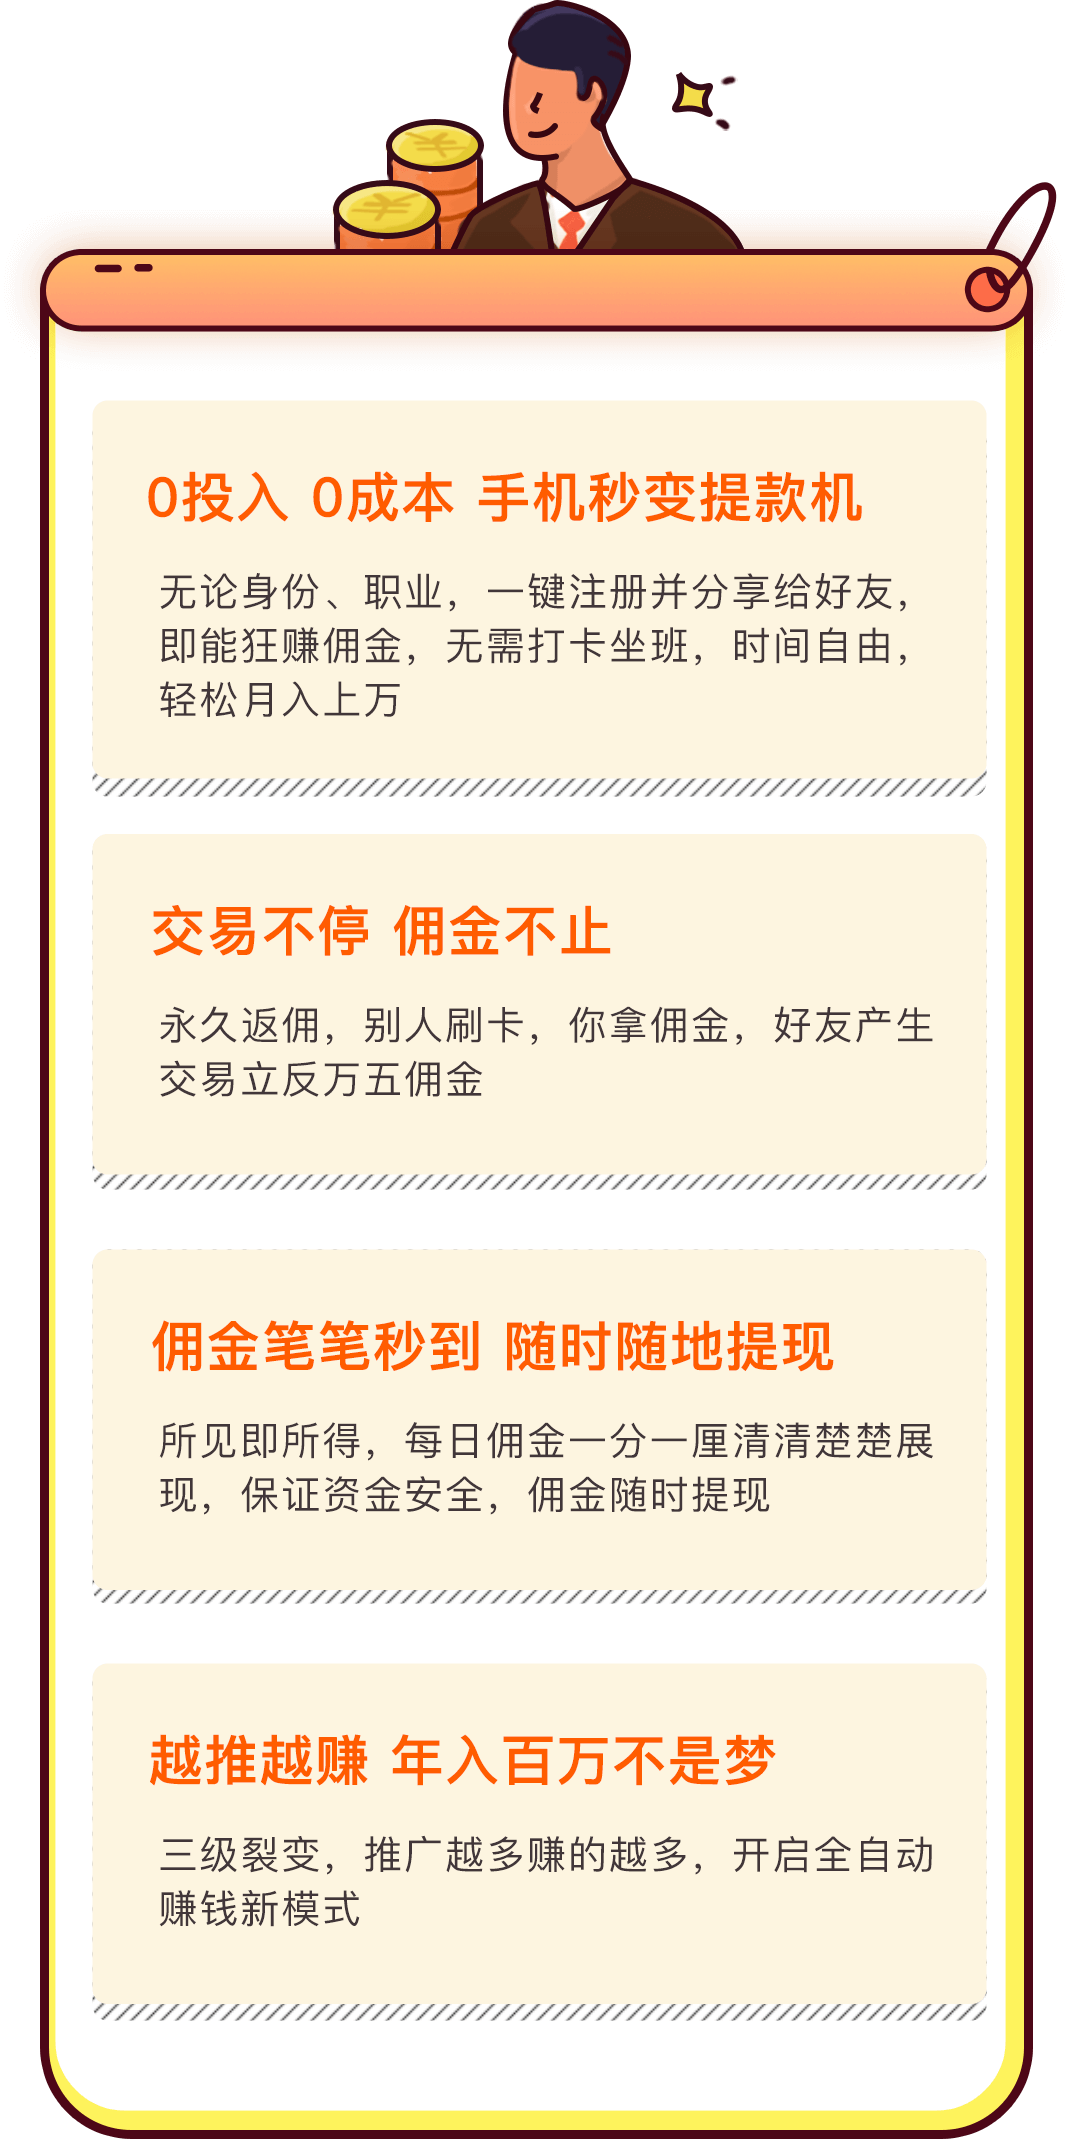 0投入 0成本 手机秒变提款机
无论身份、职业，一键注册并分享给好友，
即能狂赚佣金，无需打卡坐班，时间自由，
轻松月入上万
交易不停 佣金不止
永久返佣，别人刷卡，你拿佣金，好友产生
交易立反万五佣金
佣金笔笔秒到 随时随地提现
所见即所得，每日佣金一分一厘清清楚楚展
现，保证资金安全，佣金随时提现
越推越赚 年入百万不是梦
三级裂变，推广越多赚的越多，开启全自动
赚钱新模式